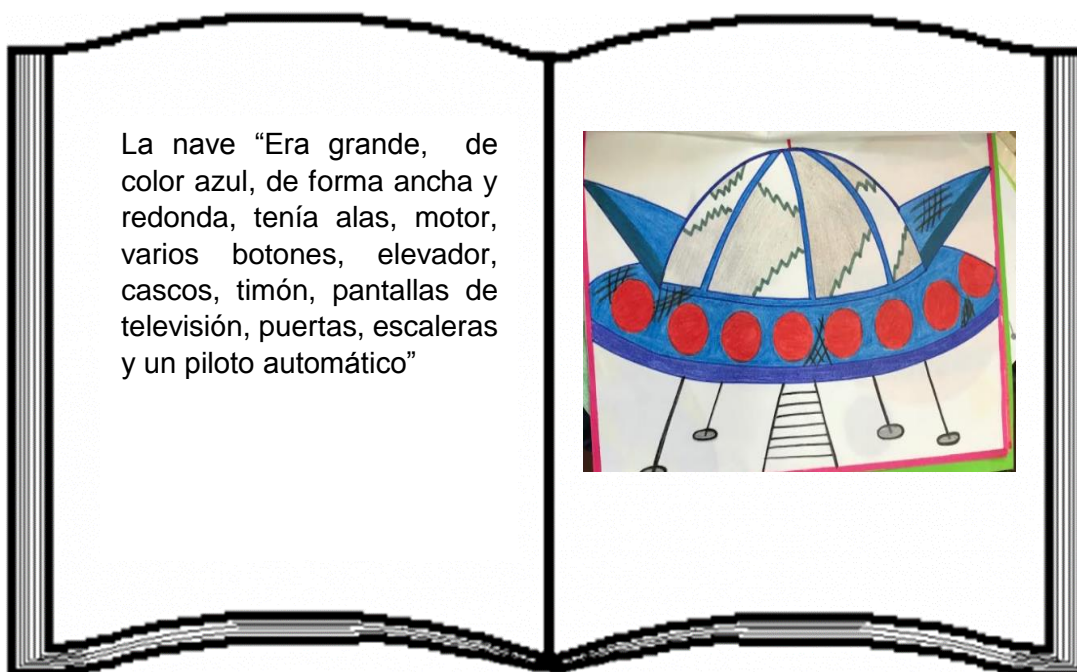 La nave “Era grande, de
color azul, de forma ancha y
redonda, tenía alas, motor,
varios botones, elevador,
cascos, timón, pantallas de
televisión, puertas, escaleras
y un piloto automático”